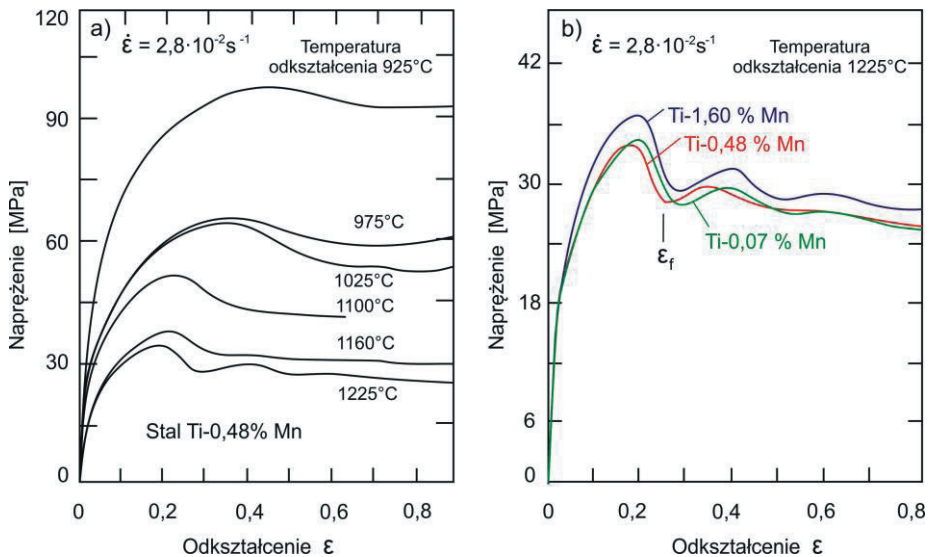 a)
ε̇ = 2,8·10⁻²s⁻¹
Temperatura
odkształcenia 925°C
120
90
60
30
0
Naprężenie [MPa]
975°C
1025°C
1100°C
1160°C
1225°C
Stal Ti-0,48% Mn
0
0,2
0,4
0,6
0,8
Odkształcenie ε
b)
ε̇ = 2,8·10⁻²s⁻¹
Temperatura
odkształcenia 1225°C
42
30
18
6
0
Naprężenie [MPa]
Ti-1,60 % Mn
Ti-0,48 % Mn
Ti-0,07 % Mn
εf
0
0,2
0,4
0,6
0,8
Odkształcenie ε